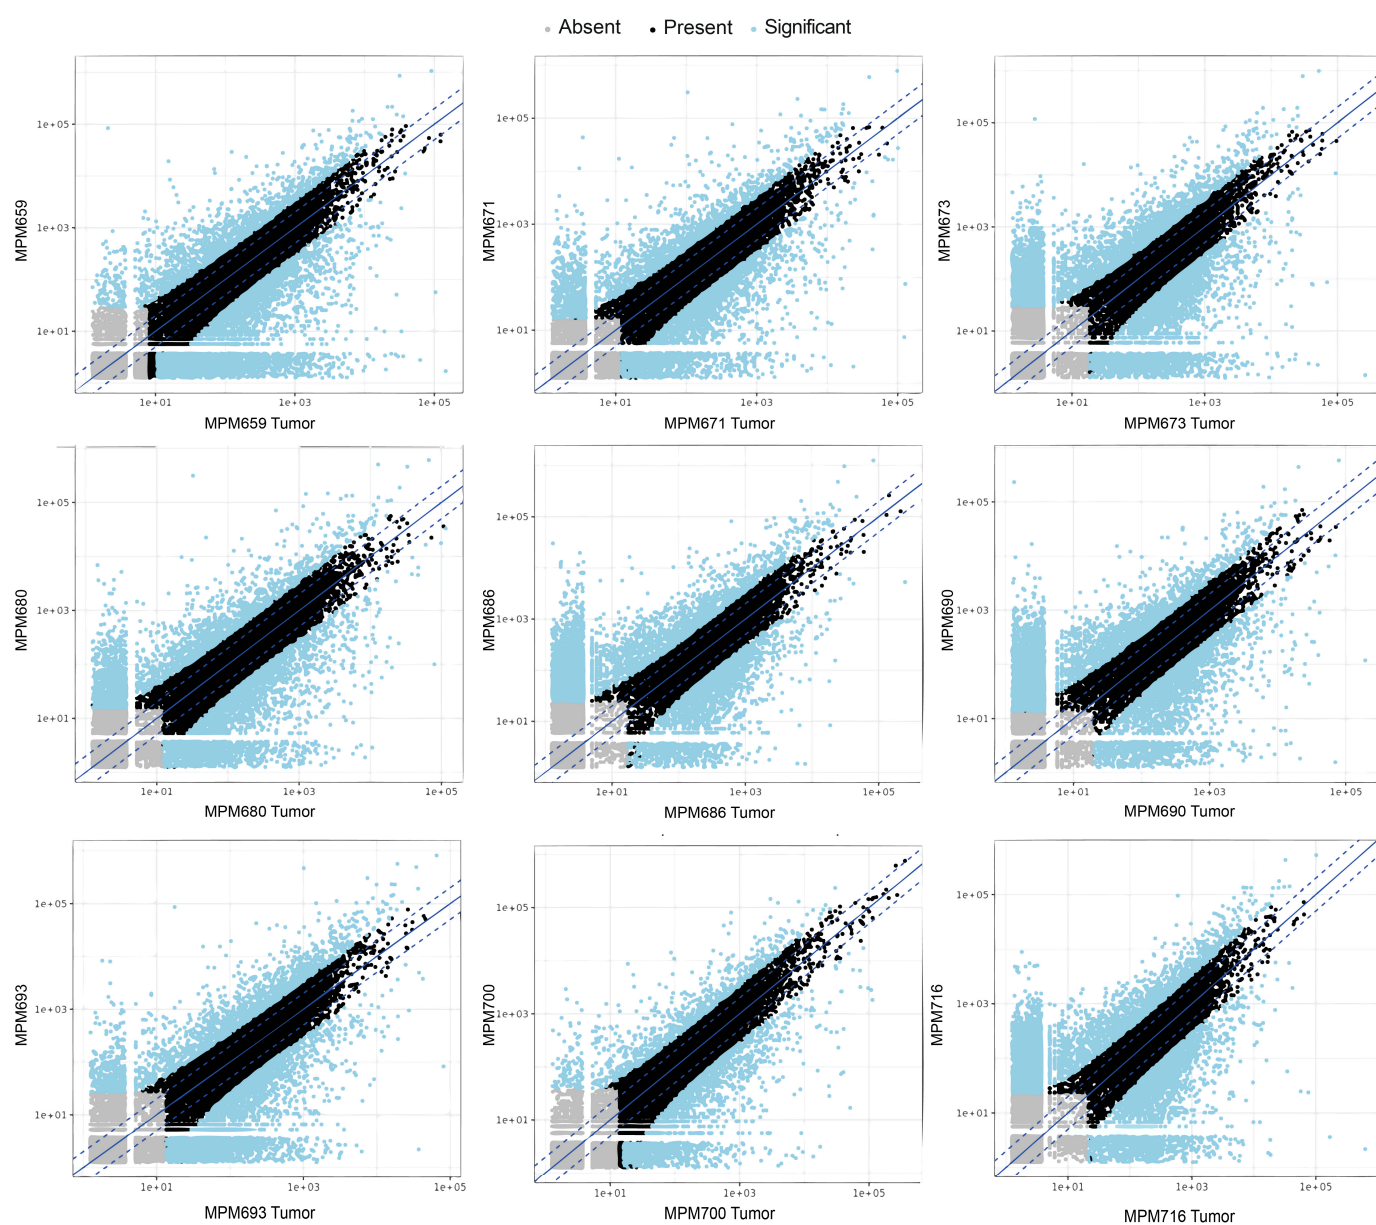 Absent Present Significant
1e+05
1e+03
1e+01
MPM659
1e+01 1e+03 1e+05
MPM659 Tumor
1e+05
1e+03
1e+01
MPM671
1e+01 1e+03 1e+05
MPM671 Tumor
1e+05
1e+03
1e+01
MPM673
1e+01 1e+03 1e+05
MPM673 Tumor
1e+05
1e+03
1e+01
MPM680
1e+01 1e+03 1e+05
MPM680 Tumor
1e+05
1e+03
1e+01
MPM686
1e+01 1e+03 1e+05
MPM686 Tumor
1e+05
1e+03
1e+01
MPM690
1e+01 1e+03 1e+05
MPM690 Tumor
1e+05
1e+03
1e+01
MPM693
1e+01 1e+03 1e+05
MPM693 Tumor
1e+05
1e+03
1e+01
MPM700
1e+01 1e+03 1e+05
MPM700 Tumor
1e+05
1e+03
1e+01
MPM716
1e+01 1e+03 1e+05
MPM716 Tumor